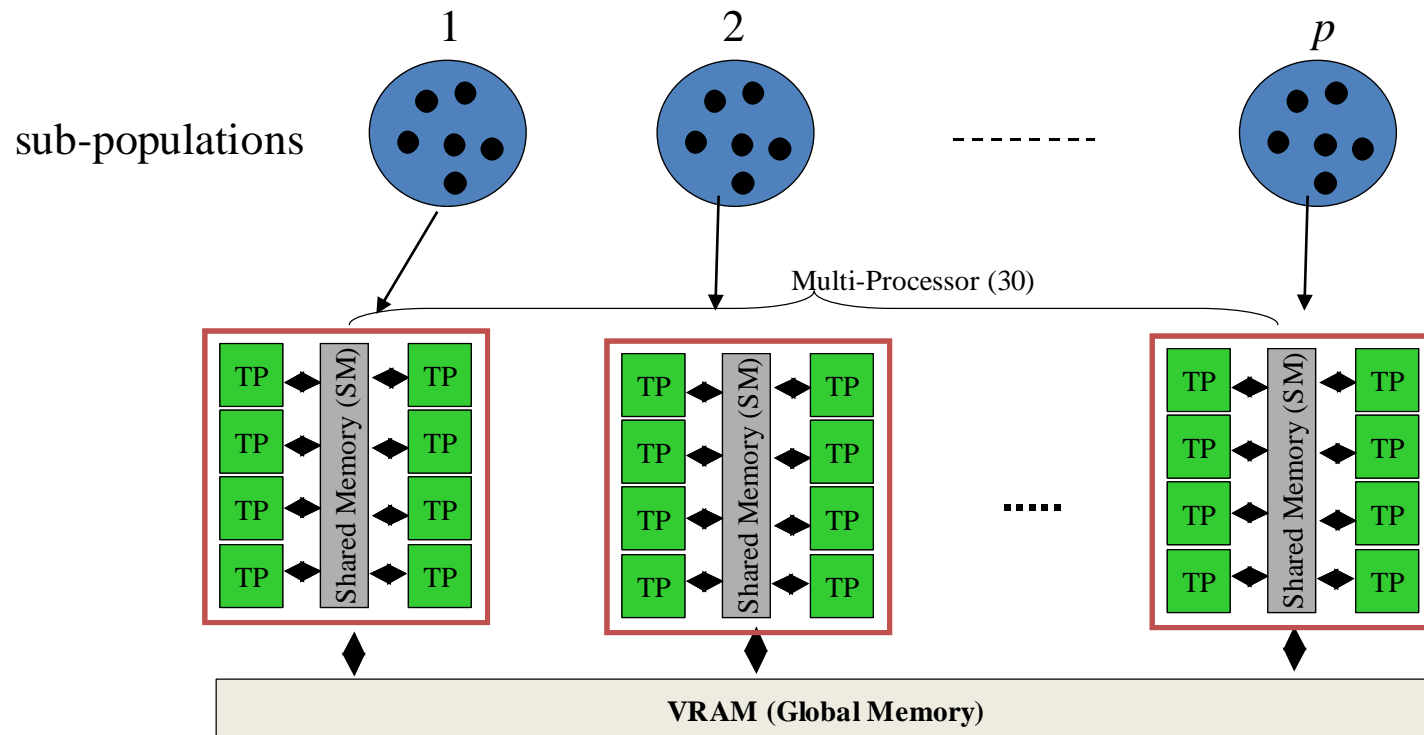 1
2
p
sub-populations
Multi-Processor (30)
TP
TP
TP
TP
Shared Memory (SM)
TP
TP
TP
TP
TP
TP
TP
TP
Shared Memory (SM)
TP
TP
TP
TP
TP
TP
TP
TP
Shared Memory (SM)
TP
TP
TP
TP
VRAM (Global Memory)